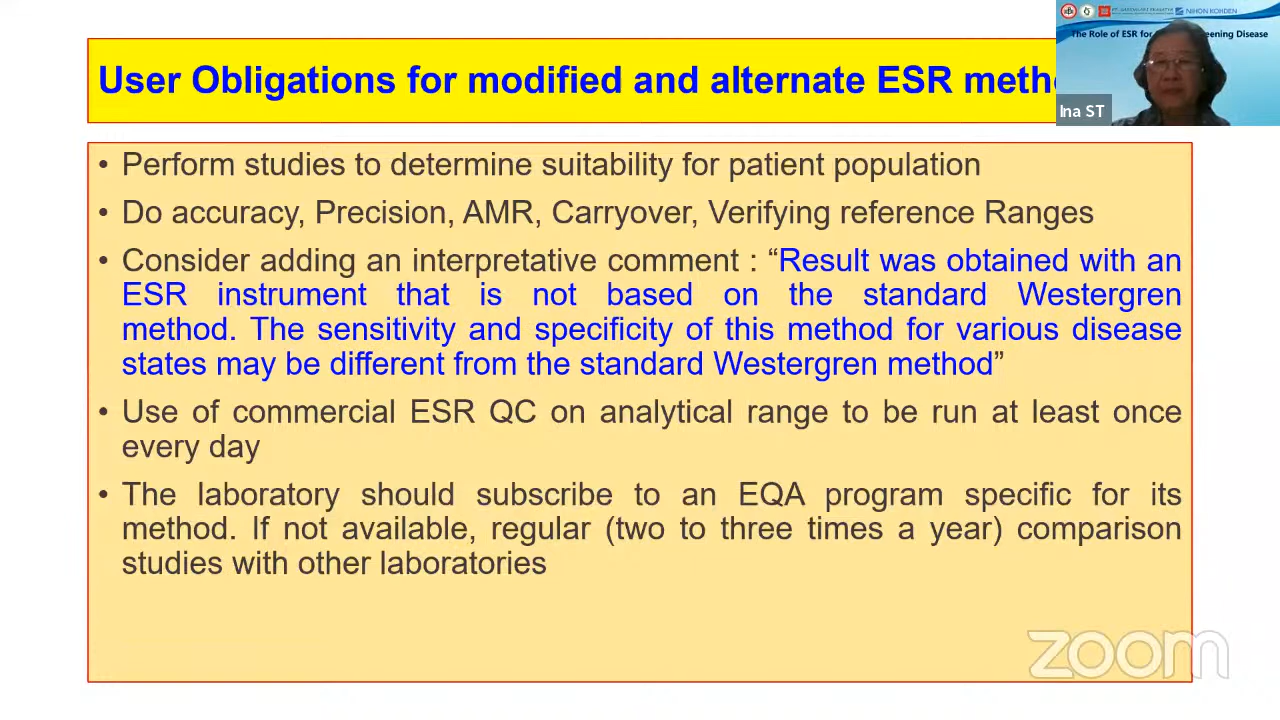 User Obligations for modified and alternate ESR
The Role of ESR for
ening Disease
NIHON KOHDEN
Ina ST
• Perform studies to determine suitability for patient population
• Do accuracy, Precision, AMR, Carryover, Verifying reference Ranges
• Consider adding an interpretative comment : “Result was obtained with an
ESR instrument that is not based on the standard Westergren
method. The sensitivity and specificity of this method for various disease
states may be different from the standard Westergren method”
• Use of commercial ESR QC on analytical range to be run at least once
every day
• The laboratory should subscribe to an EQA program specific for its
method. If not available, regular (two to three times a year) comparison
studies with other laboratories
zoom